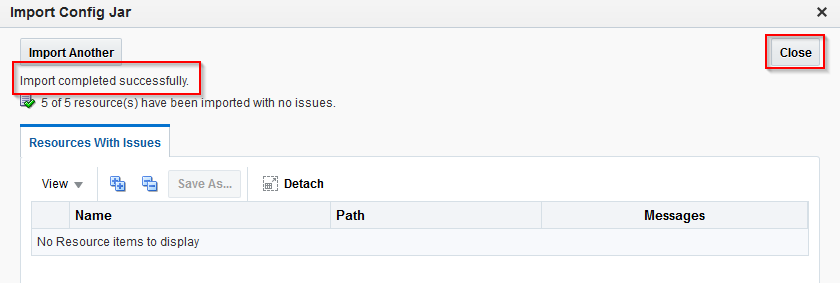 Import Config Jar
Import Another
Close
Import completed successfully.
5 of 5 resource(s) have been imported with no issues.
Resources With Issues
View Save As... Detach
Name Path Messages
No Resource items to display